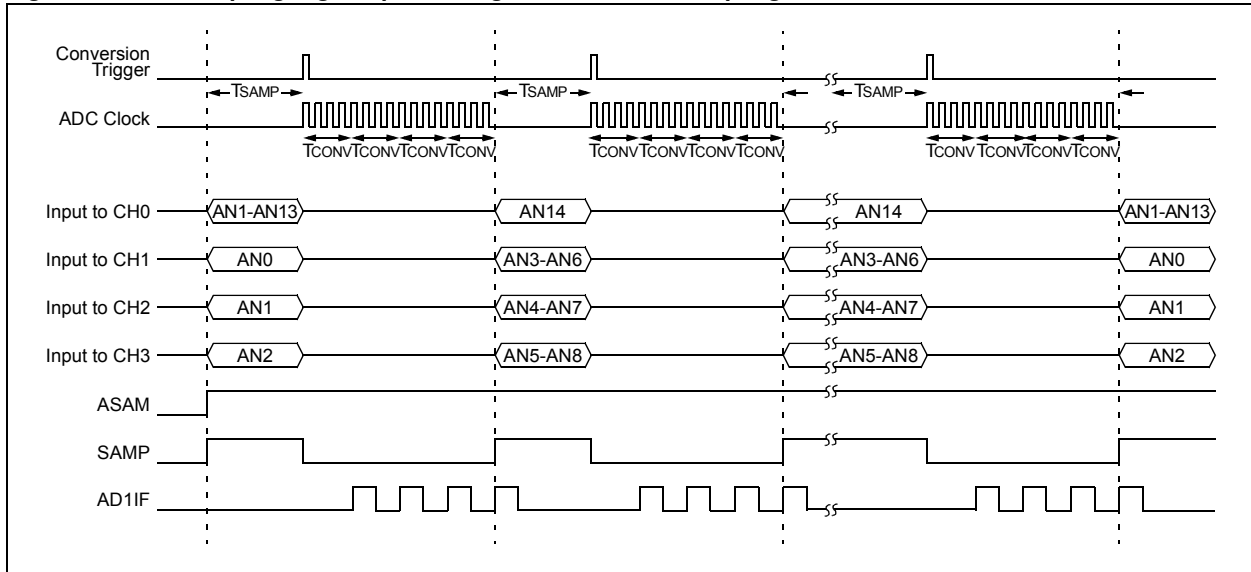 Conversion
Trigger
TSAMP TSAMP TSAMP
ADC Clock
TCONV TCONV TCONV TCONV TCONV TCONV TCONV TCONV TCONV TCONV TCONV TCONV
Input to CH0 AN1-AN13 AN14 AN14 AN1-AN13
Input to CH1 AN0 AN3-AN6 AN3-AN6 AN0
Input to CH2 AN1 AN4-AN7 AN4-AN7 AN1
Input to CH3 AN2 AN5-AN8 AN5-AN8 AN2
ASAM
SAMP
AD1IF